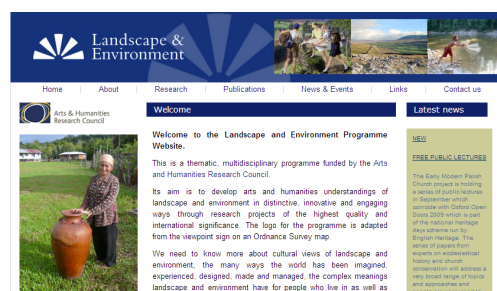 Landscape &
Environment
Home
About
Research
Publications
News & Events
Links
Contact us
Arts & Humanities
Research Council
Welcome
Welcome to the Landscape and Environment Programme
Website.
This is a thematic, multidisciplinary programme funded by the Arts
and Humanities Research Council.
Its aim is to develop arts and humanities understandings of
landscape and environment in distinctive, innovative and engaging
ways through research projects of the highest quality and
international significance. The logo for the programme is adapted
from the viewpoint sign on an Ordnance Survey map.
We need to know more about cultural views of landscape and
environment, the many ways the world has been imagined,
experienced, designed, made and managed, the complex meanings
landscape and environment have for people who live in as well as
Latest news
NEW
FREE PUBLIC LECTURES
The Early Modern Parish
Church project is holding
a series of public lectures
in September which
coincide with Oxford Open
Doors 2009 which is part
of the national heritage
days scheme run by
English Heritage. The
series of papers from
experts on ecclesiastical
history and church
conservation will address a
very broad range of topics
and approaches and